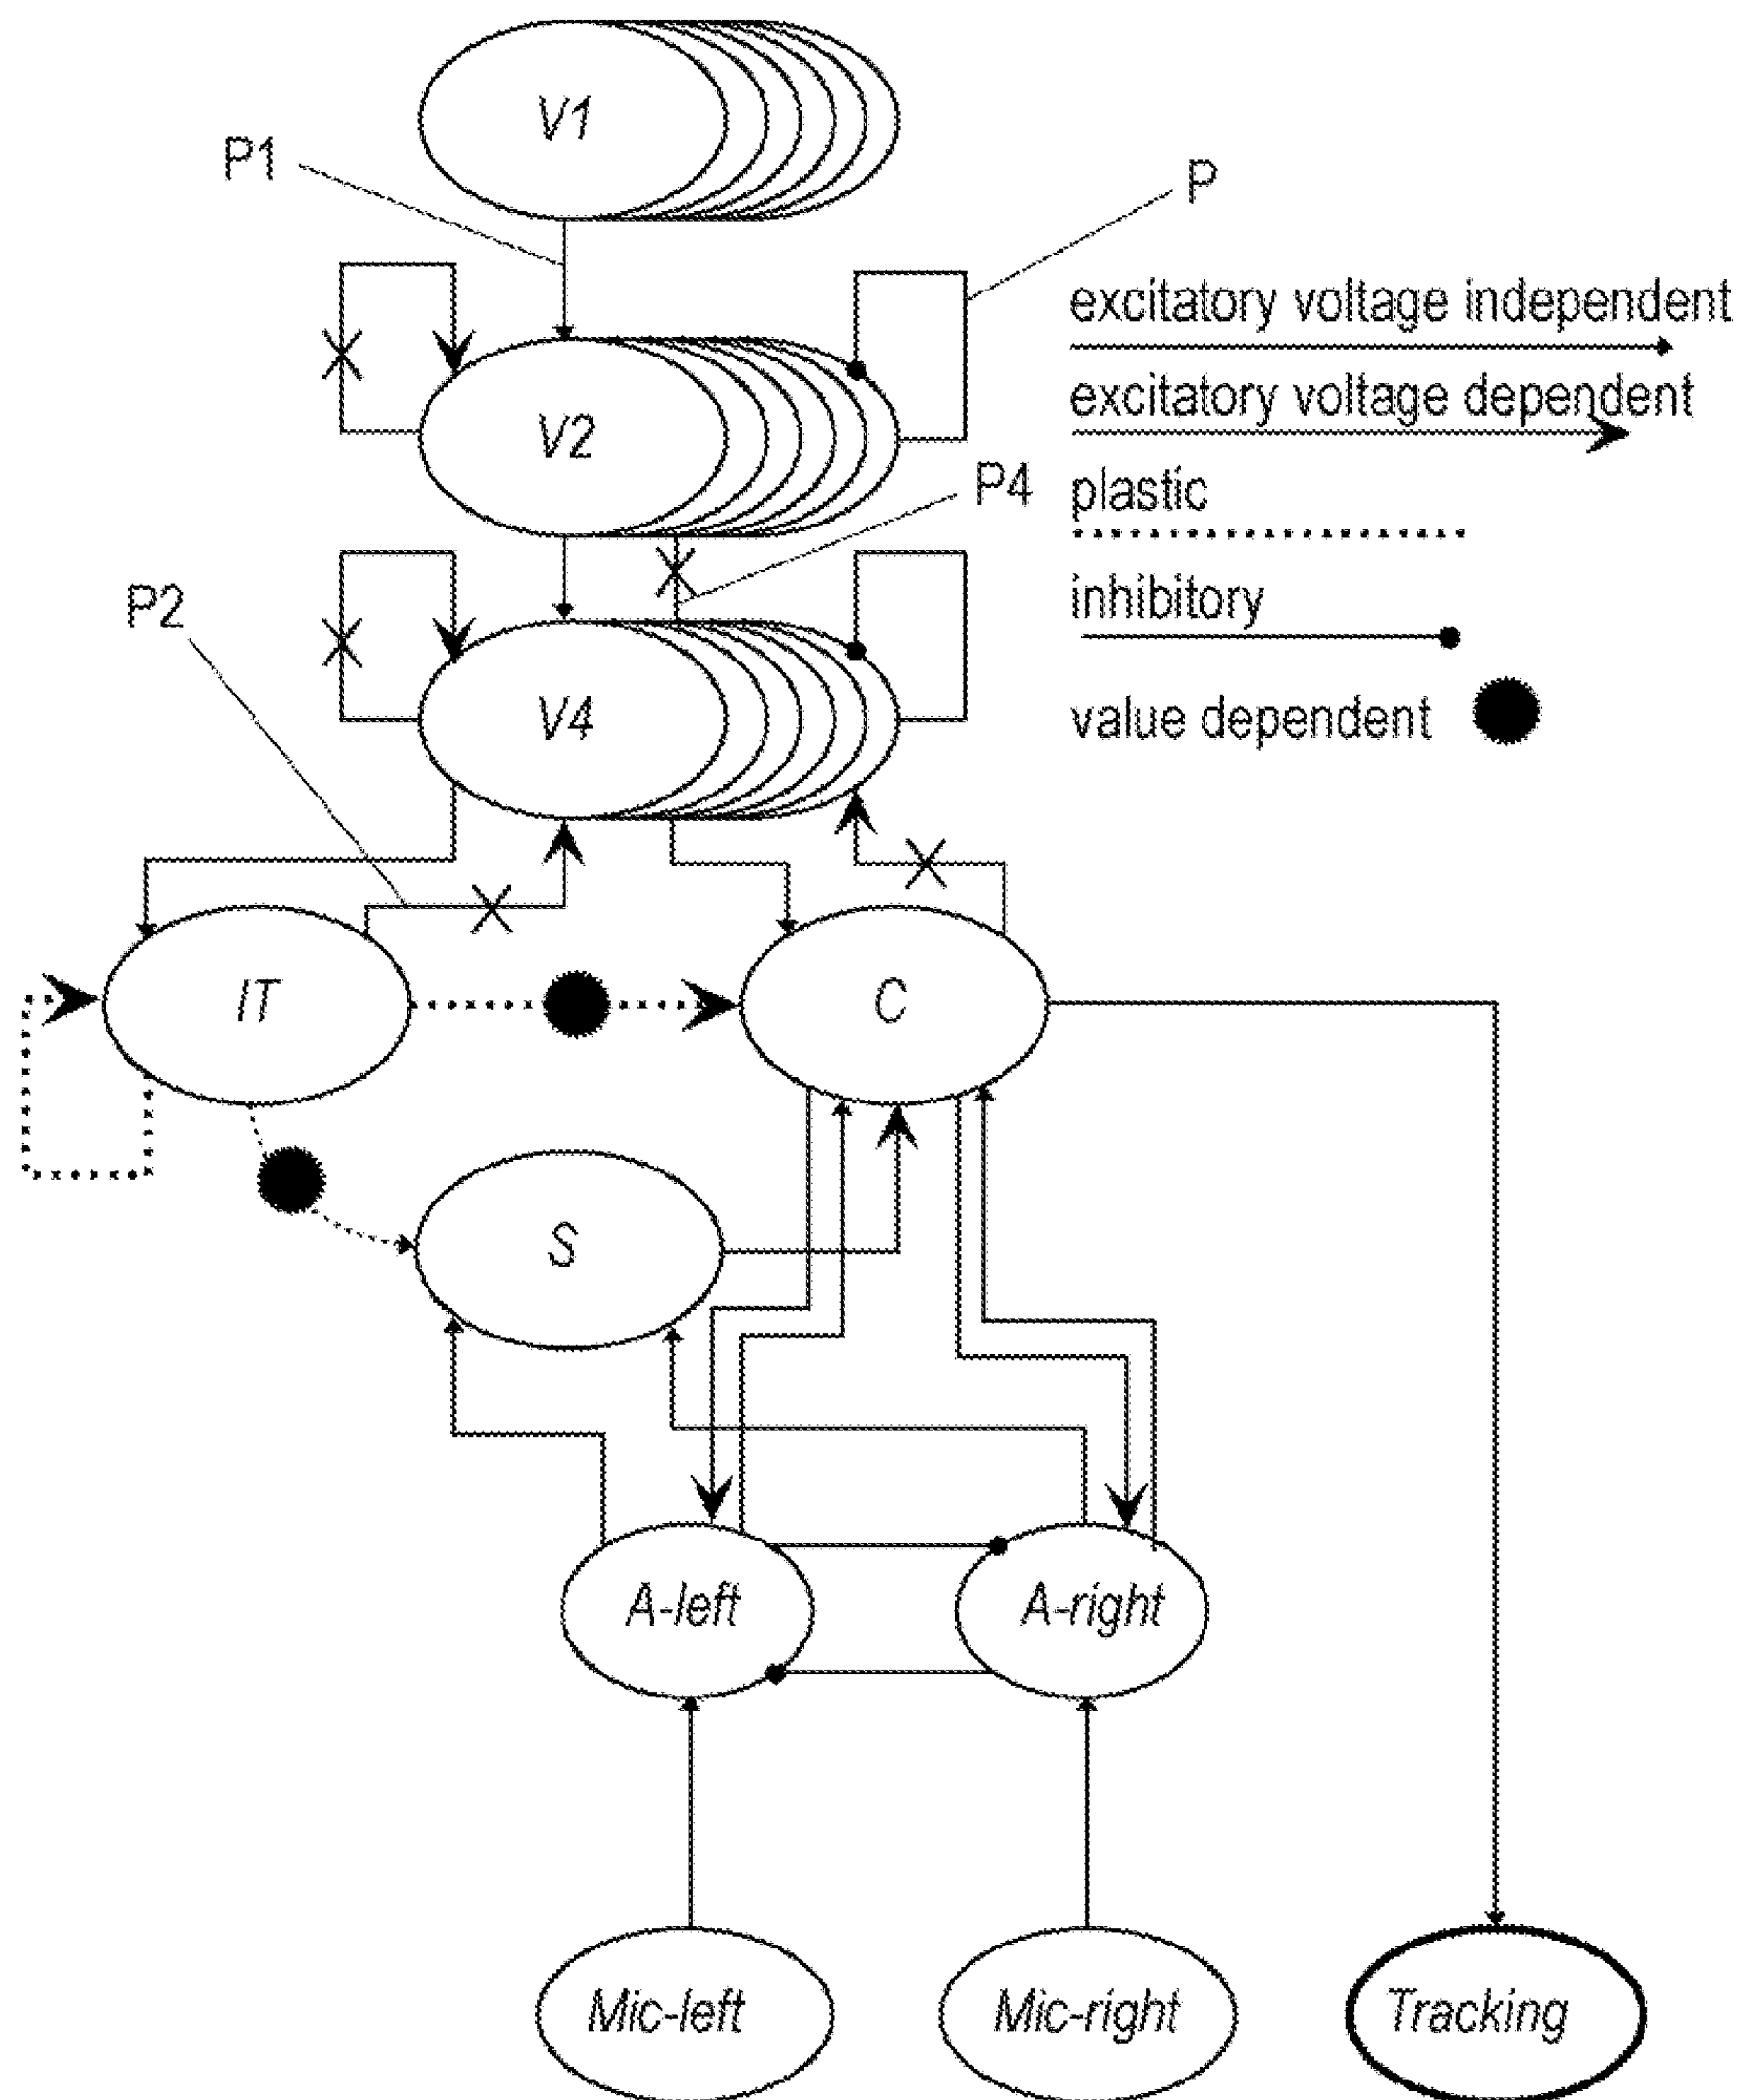 V1
P1
P
excitatory voltage independent
excitatory voltage dependent
V2
P4
plastic
P2
inhibitory
V4
value dependent
IT
C
S
A-left
A-right
Mic-left
Mic-right
Tracking